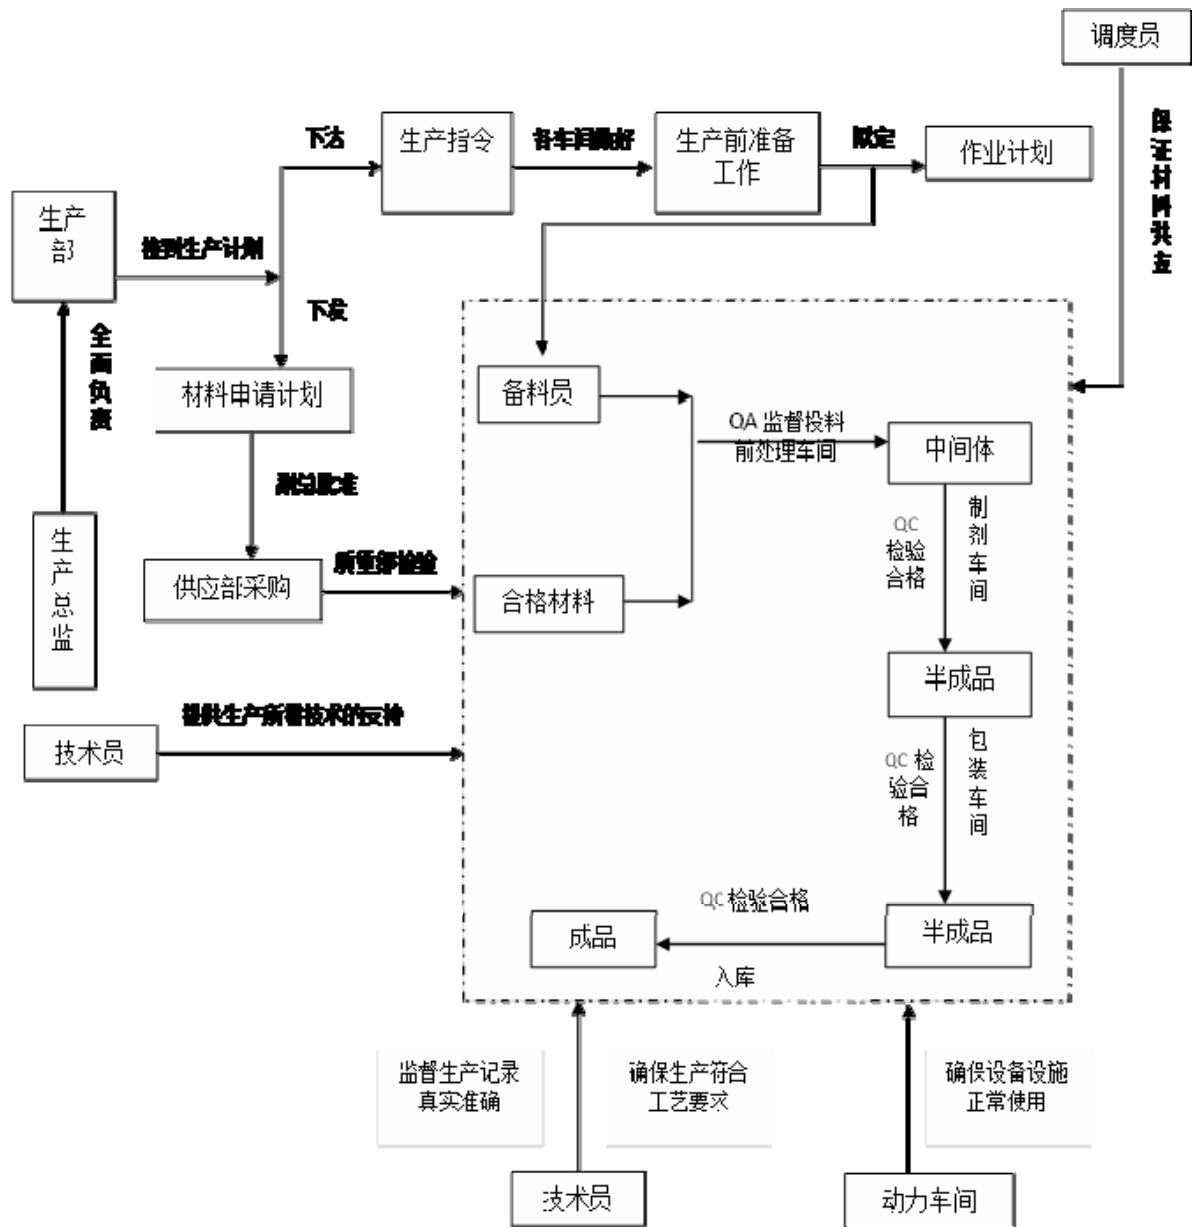 调度员
保证材料供应
下达
生产指令
各车间做好
生产前准备
工作
拟定
作业计划
生产
部
接到生产计划
下发
全面负责
材料申请计划
备料员
QA 监督投料
前处理车间
中间体
副总批准
QC
检验
合格
制剂车间
生产总监
供应部采购
质量部检验
合格材料
半成品
提供生产所需技术的支持
技术员
QC 检
验合
格
包装车间
QC 检验合格
成品
半成品
入库
监督生产记录
真实准确
确保生产符合
工艺要求
确保设备设施
正常使用
技术员
动力车间